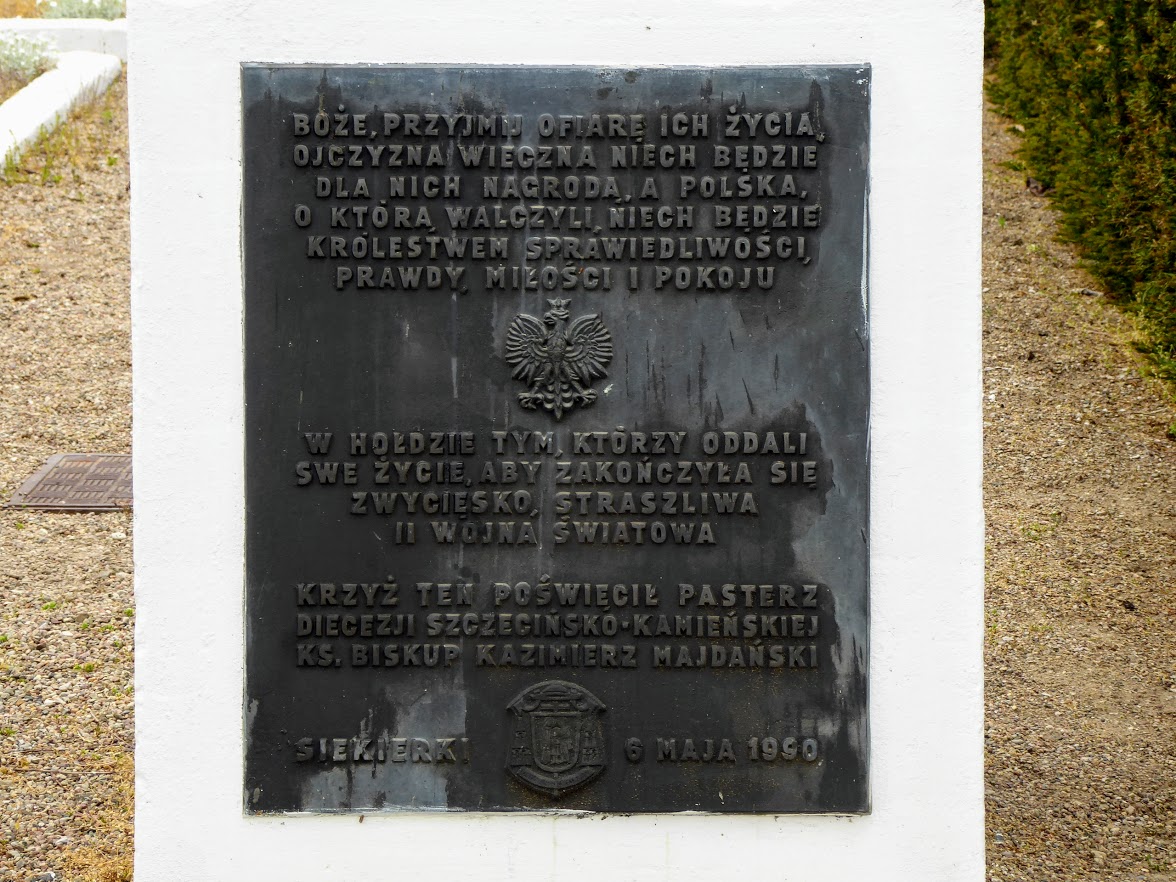 BOŻE, PRZYJMIJ OFIARĘ ICH ŻYCIA,
OJCZYZNA WIECZNA NIECH BĘDZIE
DLA NICH NAGRODĄ, A POLSKA,
O KTÓRĄ WALCZYLI, NIECH BĘDZIE
KRÓLESTWEM SPRAWIEDLIWOŚCI,
PRAWDY, MIŁOŚCI I POKOJU
W HOŁDZIE TYM, KTÓRZY ODDALI
SWE ŻYCIE, ABY ZAKOŃCZYŁA SIĘ
ZWYCIĘSKO, STRASZLIWA
II WOJNA ŚWIATOWA
KRZYŻ TEN POŚWIĘCIŁ PASTERZ
DIECEZJI SZCZECIŃSKO-KAMIEŃSKIEJ
KS. BISKUP KAZIMIERZ MAJDAŃSKI
SIEKIERKI 6 MAJA 1990